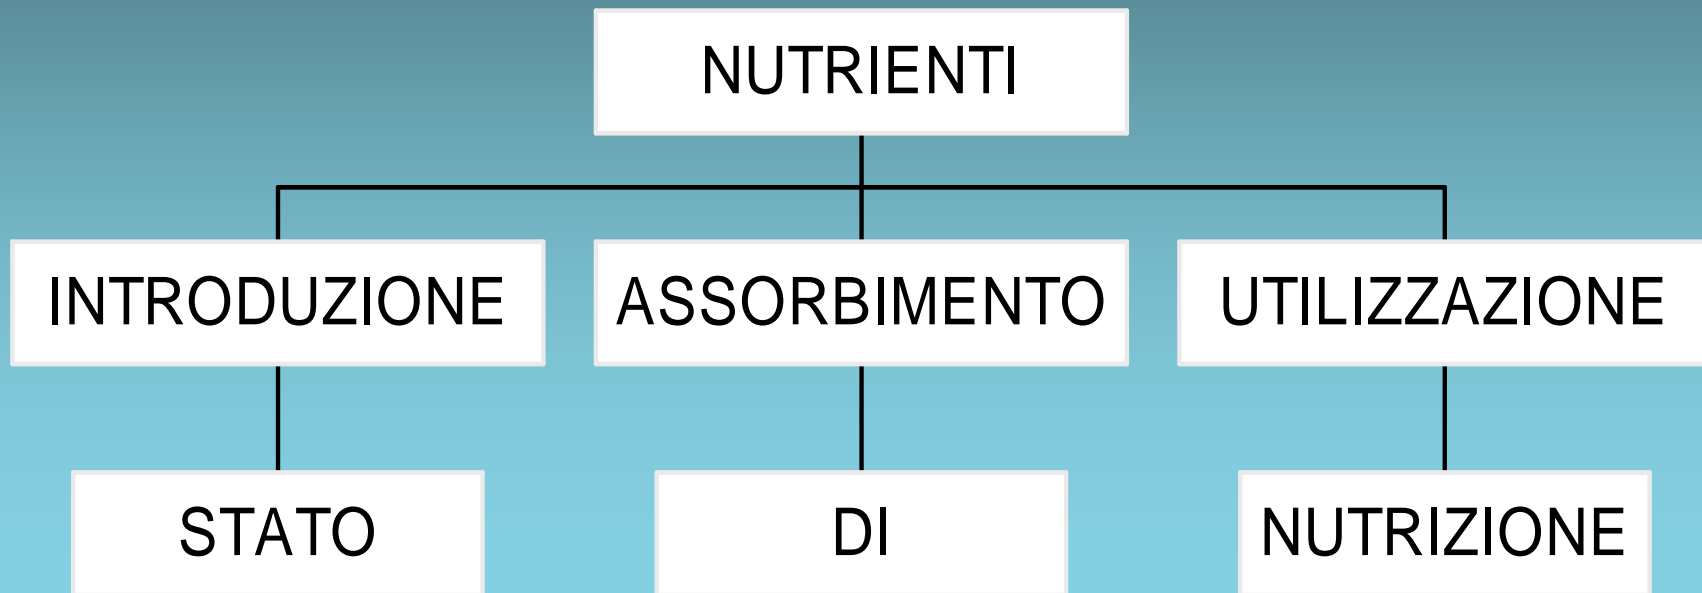 NUTRIENTI
INTRODUZIONE ASSORBIMENTO UTILIZZAZIONE
STATO DI NUTRIZIONE